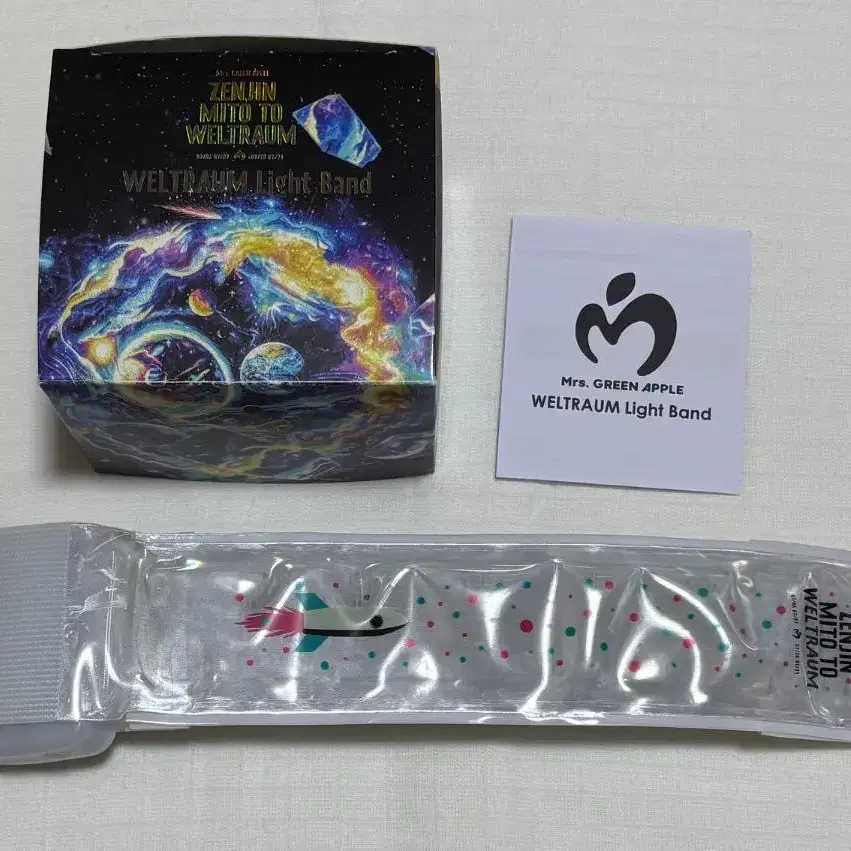 Mrs. GREEN APPLE
ZENJIN
MITO TO
WELTRAUM
WELTRAUM Light Band
Mrs. GREEN APPLE
WELTRAUM Light Band
ZENJIN
MITO TO
WELTRAUM